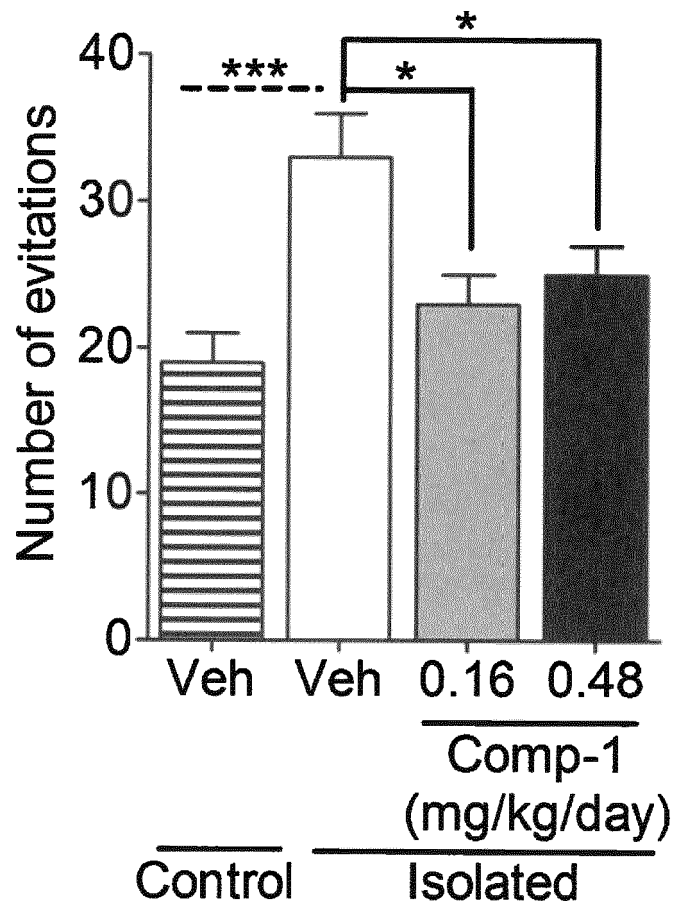 Number of evitations
40
30
20
10
0
***
*
*
Veh Veh 0.16 0.48
Comp-1
(mg/kg/day)
Control Isolated